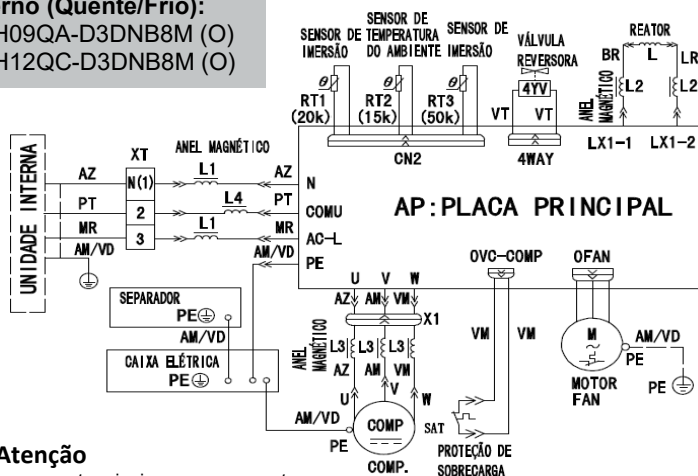 erno (Quente/Frio):
H09QA-D3DNB8M (O)
H12QC-D3DNB8M (O)
SENSOR DE IMERSÃO
SENSOR DE TEMPERATURA DO AMBIENTE
SENSOR DE IMERSÃO
VÁLVULA REVERSORA
REATOR
BR L LR
θ θ θ
4YV
ANEL MAGNÉTICO
L2 L2
RT1 RT2 RT3
(20k) (15k) (50k)
VT VT
CN2
4WAY
LX1-1 LX1-2
UNIDADE INTERNA
XT
ANEL MAGNÉTICO
AZ N(1) L1 AZ N
PT 2 L4 PT COMU
MR 3 L1 MR AC-L
AM/VD AM/VD PE
AP:PLACA PRINCIPAL
OVC-COMP OFAN
U V W
AZ AM VM
X1
SEPARADOR
PE
AM/VD
CAIXA ELÉTRICA
PE
ANEL MAGNÉTICO
L3 L3 L3
AZ AM VM
U V W
VM VM
M
~
AM/VD
PE
MOTOR FAN
PE
AM/VD
PE
COMP
COMP.
SAT
PROTEÇÃO DE
SOBRECARGA
Atenção